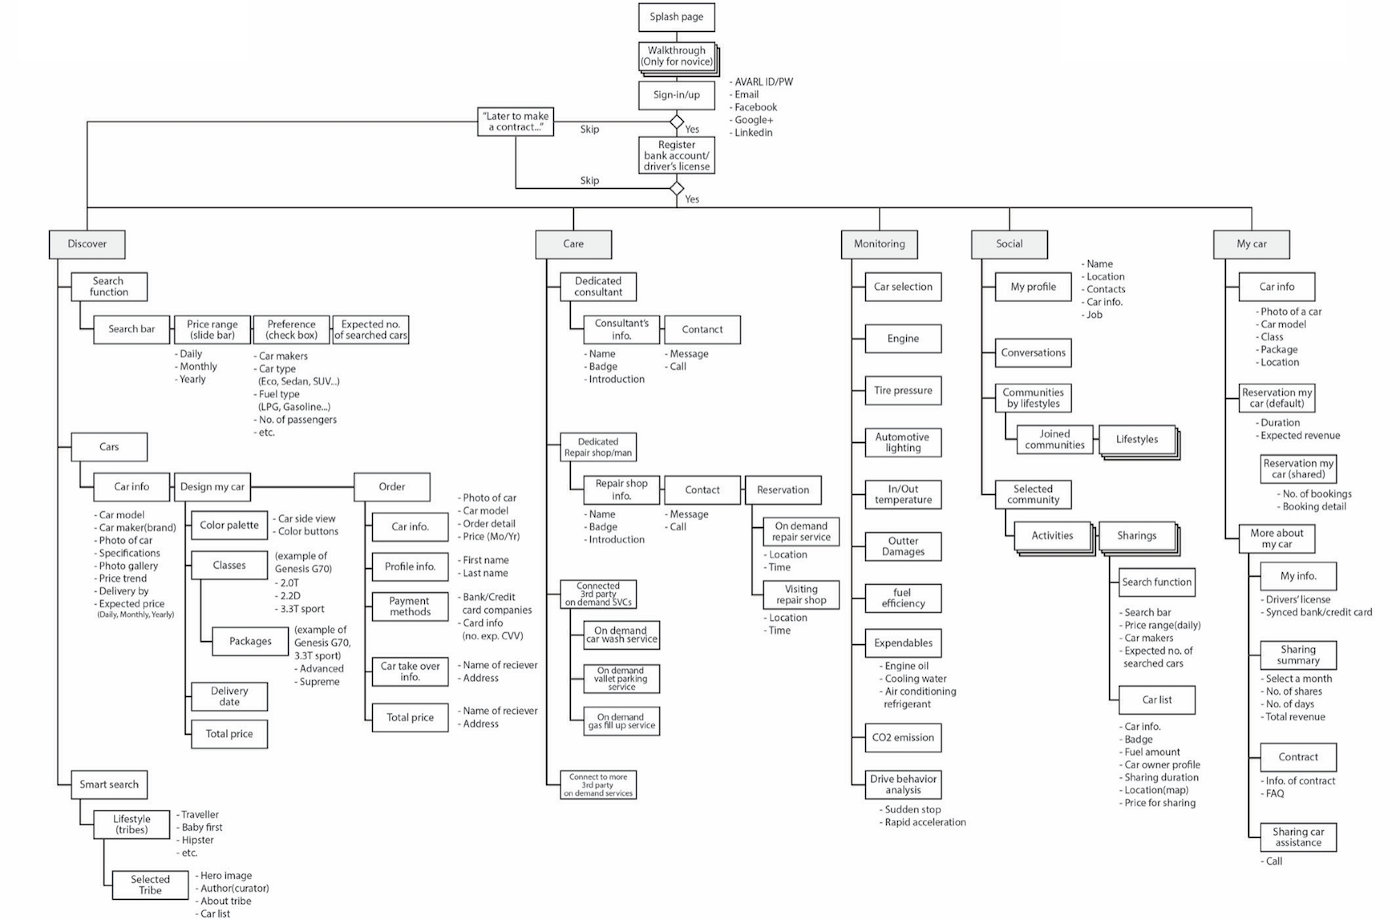 Splash page
Walkthrough
(Only for novice)
Sign-in/up
- AVARL ID/PW
- Email
- Facebook
- Google+
- Linkedin
"Later to make
a contract..."
Skip
Yes
Register
bank account/
driver's license
Skip
Yes
Discover
Search
function
Search bar
Price range
(slide bar)
- Daily
- Monthly
- Yearly
Preference
(check box)
- Car makers
- Car type
(Eco, Sedan, SUV...)
- Fuel type
(LPG, Gasoline...)
- No. of passengers
- etc.
Expected no.
of searched cars
Cars
Car info
- Car model
- Car maker(brand)
- Photo of car
- Specifications
- Photo gallery
- Price trend
- Delivery by
- Expected price
(Daily, Monthly, Yearly)
Design my car
Color palette
- Car side view
- Color buttons
Classes
(example of
Genesis G70)
- 2.0T
- 2.2D
- 3.3T sport
Packages
(example of
Genesis G70,
3.3T sport)
- Advanced
- Supreme
Delivery
date
Total price
Order
Car info.
- Photo of car
- Car model
- Order detail
- Price (Mo/Yr)
Profile info.
- First name
- Last name
Payment
methods
- Bank/Credit
card companies
- Card info
(no. exp. CVV)
Car take over
info.
- Name of reciever
- Address
Total price
- Name of reciever
- Address
Smart search
Lifestyle
(tribes)
- Traveller
- Baby first
- Hipster
- etc.
Selected
Tribe
- Hero image
- Author(curator)
- About tribe
- Car list
Care
Dedicated
consultant
Consultant's
info.
- Name
- Badge
- Introduction
Contanct
- Message
- Call
Dedicated
Repair shop/man
Repair shop
info.
- Name
- Badge
- Introduction
Contact
- Message
- Call
Reservation
On demand
repair service
- Location
- Time
Visiting
repair shop
- Location
- Time
Connected
3rd party
on demand SVCs
On demand
car wash service
On demand
vallet parking
service
On demand
gas fill up service
Connect to more
3rd party
on demand services
Monitoring
Car selection
Engine
Tire pressure
Automotive
lighting
In/Out
temperature
Outter
Damages
fuel
efficiency
Expendables
- Engine oil
- Cooling water
- Air conditioning
refrigerant
CO2 emission
Drive behavior
analysis
- Sudden stop
- Rapid acceleration
Social
My profile
- Name
- Location
- Contacts
- Car info.
- Job
Conversations
Communities
by lifestyles
Joined
communities
Lifestyles
Selected
community
Activities
Sharings
Search function
- Search bar
- Price range(daily)
- Car makers
- Expected no. of
searched cars
Car list
- Car info.
- Badge
- Fuel amount
- Car owner profile
- Sharing duration
- Location(map)
- Price for sharing
My car
Car info
- Photo of a car
- Car model
- Class
- Package
- Location
Reservation my
car (default)
- Duration
- Expected revenue
Reservation my
car (shared)
- No. of bookings
- Booking detail
More about
my car
My info.
- Drivers' license
- Synced bank/credit card
Sharing
summary
- Select a month
- No. of shares
- No. of days
- Total revenue
Contract
- Info. of contract
- FAQ
Sharing car
assistance
- Call